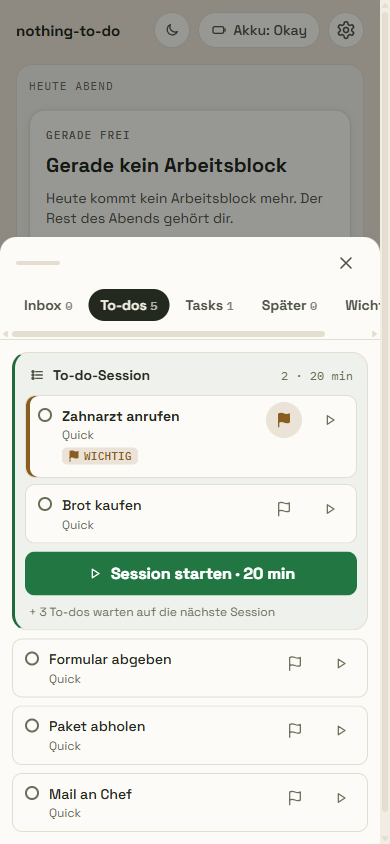 nothing-to-do
Akku: Okay
HEUTE ABEND
GERADE FREI
Gerade kein Arbeitsblock
Heute kommt kein Arbeitsblock mehr. Der
Rest des Abends gehört dir.
Inbox 0 To-dos 5 Tasks 1 Später 0
To-do-Session 2 · 20 min
Zahnarzt anrufen
Quick
WICHTIG
Brot kaufen
Quick
Session starten · 20 min
+ 3 To-dos warten auf die nächste Session
Formular abgeben
Quick
Paket abholen
Quick
Mail an Chef
Quick